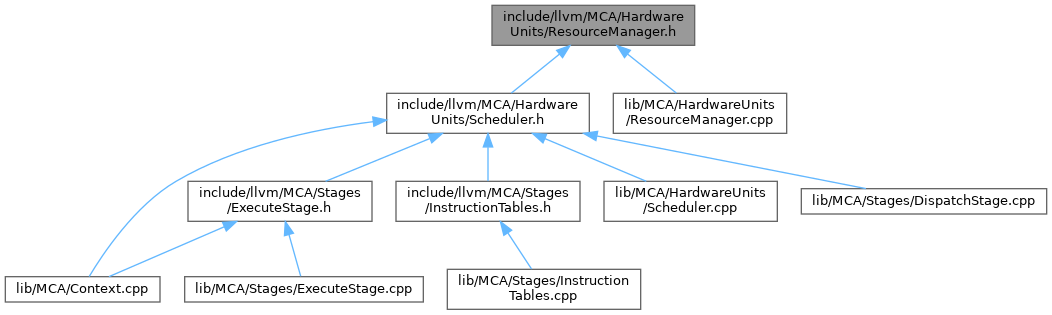 include/llvm/MCA/Hardware
Units/ResourceManager.h
include/llvm/MCA/Hardware
Units/Scheduler.h
lib/MCA/HardwareUnits
/ResourceManager.cpp
include/llvm/MCA/Stages
/ExecuteStage.h
include/llvm/MCA/Stages
/InstructionTables.h
lib/MCA/HardwareUnits
/Scheduler.cpp
lib/MCA/Stages/DispatchStage.cpp
lib/MCA/Context.cpp
lib/MCA/Stages/ExecuteStage.cpp
lib/MCA/Stages/Instruction
Tables.cpp